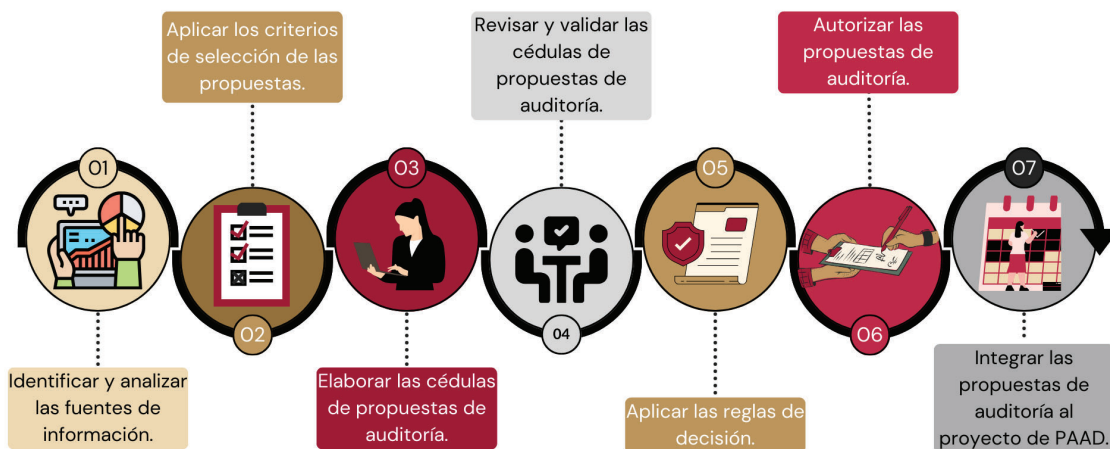 01
Identificar y analizar
las fuentes de
información.
Aplicar los criterios
de selección de las
propuestas.
02
03
Elaborar las cédulas
de propuestas de
auditoría.
Revisar y validar las
cédulas de
propuestas de
auditoría.
04
05
Aplicar las reglas de
decisión.
Autorizar las
propuestas de
auditoría.
06
07
Integrar las
propuestas de
auditoría al
proyecto de PAAD.